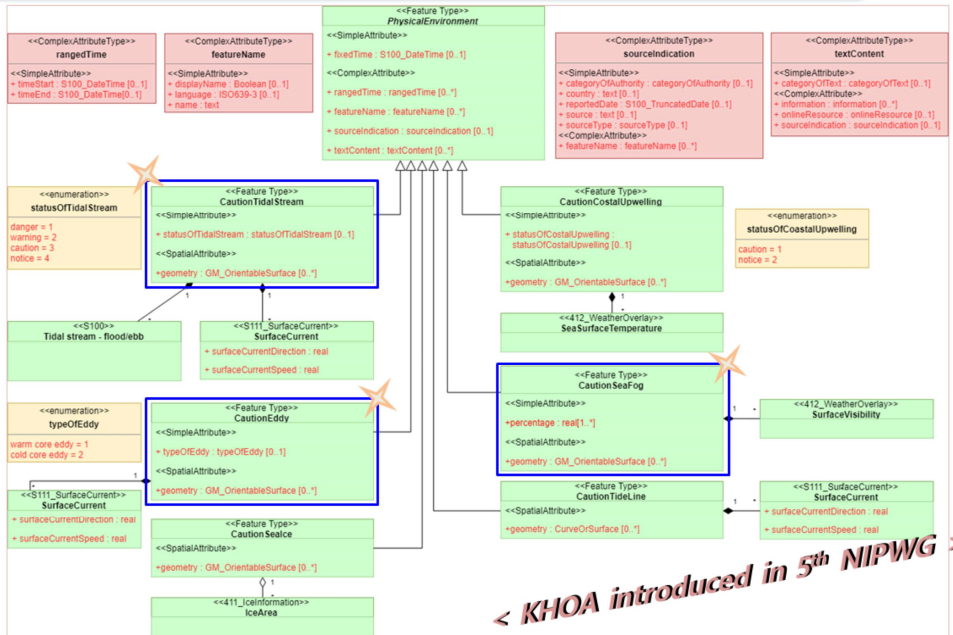 <<Feature Type>>
PhysicalEnvironment
<<SimpleAttribute>>
+ fixedTime : S100_DateTime [0..1]
<<ComplexAttribute>>
+ rangedTime : rangedTime [0..*]
+ featureName : featureName [0..*]
+ sourceIndication : sourceIndication [0..1]
+ textContent : textContent [0..*]
<<ComplexAttributeType>>
rangedTime
<<SimpleAttribute>>
+ timeStart : S100_DateTime [0..1]
+ timeEnd : S100_DateTime[0..1]
<<ComplexAttributeType>>
featureName
<<SimpleAttribute>>
+ displayName : Boolean [0..1]
+ language : ISO639-3 [0..1]
+ name : text
<<ComplexAttributeType>>
sourceIndication
<<SimpleAttribute>>
+ categoryOfAuthority : categoryOfAuthority [0..1]
+ country : text [0..1]
+ reportedDate : S100_TruncatedDate [0..1]
+ source : text [0..1]
+ sourceType : sourceType [0..1]
<<ComplexAttribute>>
+ featureName : featureName [0..*]
<<ComplexAttributeType>>
textContent
<<SimpleAttribute>>
+ categoryOfText : categoryOfText [0..1]
<<ComplexAttribute>>
+ information : information [0..*]
+ onlineResource : onlineResource [0..1]
+ sourceIndication : sourceIndication [0..1]
<<enumeration>>
statusOfTidalStream
danger = 1
warning = 2
caution = 3
notice = 4
<<Feature Type>>
CautionTidalStream
<<SimpleAttribute>>
+ statusOfTidalStream : statusOfTidalStream [0..1]
<<SpatialAttribute>>
+geometry : GM_OrientableSurface [0..*]
1
1
<<S100>>
Tidal stream - flood/ebb
*
<<S111_SurfaceCurrent>>
SurfaceCurrent
+ surfaceCurrentDirection : real
+ surfaceCurrentSpeed : real
<<Feature Type>>
CautionCostalUpwelling
<<SimpleAttribute>>
+ statusOfCostalUpwelling :
statusOfCostalUpwelling [0..1]
<<SpatialAttribute>>
+geometry : GM_OrientableSurface [0..*]
1
*
<<412_WeatherOverlay>>
SeaSurfaceTemperature
<<enumeration>>
statusOfCoastalUpwelling
caution = 1
notice = 2
<<enumeration>>
typeOfEddy
warm core eddy = 1
cold core eddy = 2
<<Feature Type>>
CautionEddy
<<SimpleAttribute>>
+ typeOfEddy : typeOfEddy [0..1]
<<SpatialAttribute>>
+geometry : GM_OrientableSurface [0..*]
1
*
<<S111_SurfaceCurrent>>
SurfaceCurrent
+ surfaceCurrentDirection : real
+ surfaceCurrentSpeed : real
<<Feature Type>>
CautionSeaFog
<<SimpleAttribute>>
+percentage : real[1..*]
<<SpatialAttribute>>
+geometry : GM_OrientableSurface [0..*]
1
*
<<412_WeatherOverlay>>
SurfaceVisibility
<<Feature Type>>
CautionTideLine
<<SimpleAttribute>>
+geometry : CurveOrSurface [0..*]
1
*
<<S111_SurfaceCurrent>>
SurfaceCurrent
+ surfaceCurrentDirection : real
+ surfaceCurrentSpeed : real
<<Feature Type>>
CautionSeaIce
<<SpatialAttribute>>
+geometry : GM_OrientableSurface [0..*]
1
*
<<411_IceInformation>>
IceArea
< KHOA introduced in 5th NIPWG >